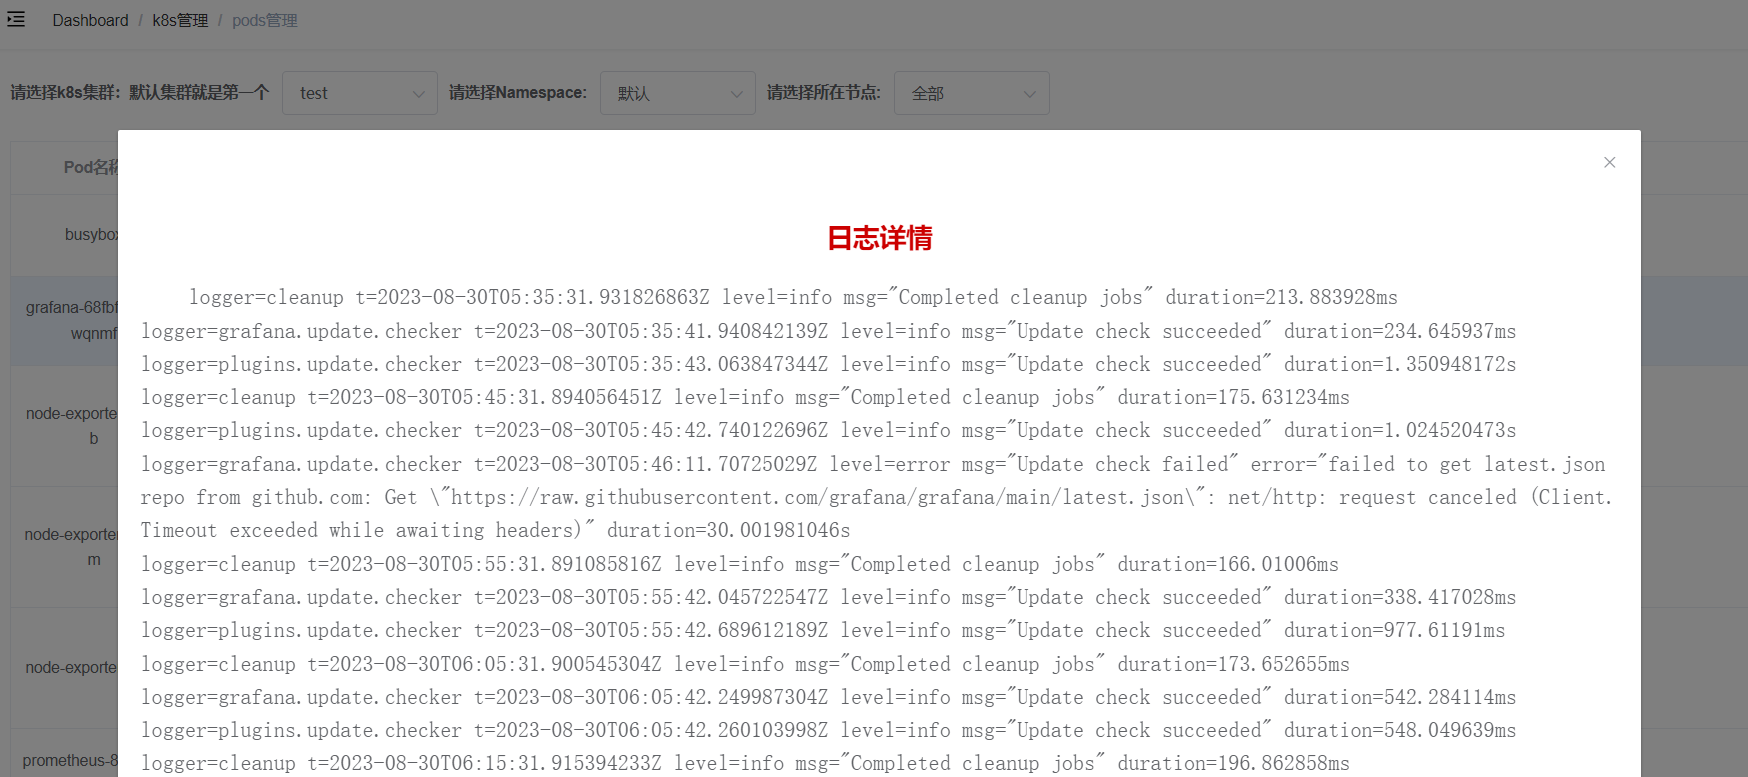 Dashboard / k8s管理 / pods管理
请选择k8s集群：默认集群就是第一个 test 请选择Namespace: 默认 请选择所在节点: 全部
Pod名称
busybox
grafana-68fbf
wqnmf
node-exporte
b
node-exporte
m
node-exporte
prometheus-8
日志详情
logger=cleanup t=2023-08-30T05:35:31.931826863Z level=info msg="Completed cleanup jobs" duration=213.883928ms
logger=grafana.update.checker t=2023-08-30T05:35:41.940842139Z level=info msg="Update check succeeded" duration=234.645937ms
logger=plugins.update.checker t=2023-08-30T05:35:43.063847344Z level=info msg="Update check succeeded" duration=1.350948172s
logger=cleanup t=2023-08-30T05:45:31.894056451Z level=info msg="Completed cleanup jobs" duration=175.631234ms
logger=plugins.update.checker t=2023-08-30T05:45:42.740122696Z level=info msg="Update check succeeded" duration=1.024520473s
logger=grafana.update.checker t=2023-08-30T05:46:11.70725029Z level=error msg="Update check failed" error="failed to get latest.json
repo from github.com: Get \"https://raw.githubusercontent.com/grafana/grafana/main/latest.json\": net/http: request canceled (Client.
Timeout exceeded while awaiting headers)" duration=30.001981046s
logger=cleanup t=2023-08-30T05:55:31.891085816Z level=info msg="Completed cleanup jobs" duration=166.01006ms
logger=grafana.update.checker t=2023-08-30T05:55:42.045722547Z level=info msg="Update check succeeded" duration=338.417028ms
logger=plugins.update.checker t=2023-08-30T05:55:42.689612189Z level=info msg="Update check succeeded" duration=977.61191ms
logger=cleanup t=2023-08-30T06:05:31.900545304Z level=info msg="Completed cleanup jobs" duration=173.652655ms
logger=grafana.update.checker t=2023-08-30T06:05:42.249987304Z level=info msg="Update check succeeded" duration=542.284114ms
logger=plugins.update.checker t=2023-08-30T06:05:42.260103998Z level=info msg="Update check succeeded" duration=548.049639ms
logger=cleanup t=2023-08-30T06:15:31.915394233Z level=info msg="Completed cleanup jobs" duration=196.862858ms